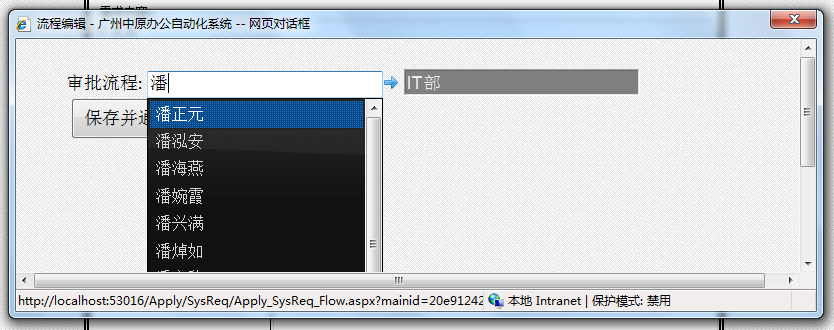 流程编辑 - 广州中原办公自动化系统 -- 网页对话框
审批流程: 潘 IT部
保存并通
潘正元
潘泓安
潘海燕
潘婉霞
潘兴满
潘焯如
http://localhost:53016/Apply/SysReq/Apply_SysReq_Flow.aspx?mainid=20e91242 本地 Intranet | 保护模式: 禁用